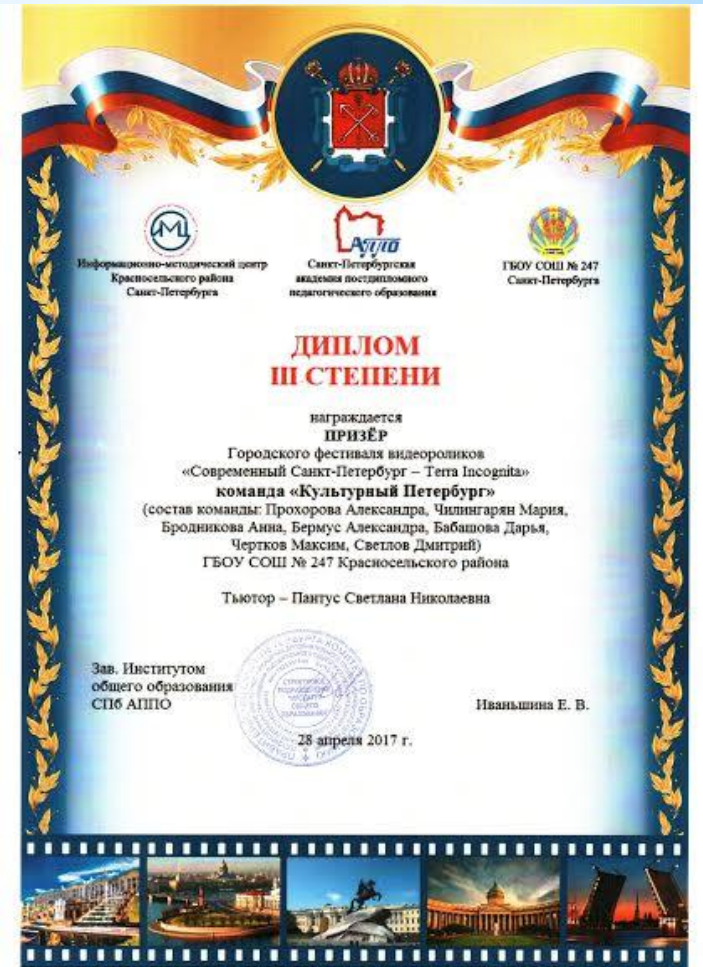 Информационно-методический центр
Красносельского района
Санкт-Петербурга
АППО
Санкт-Петербургская
академия постдипломного
педагогического образования
ГБОУ СОШ № 247
Санкт-Петербурга
ДИПЛОМ
III СТЕПЕНИ
награждается
ПРИЗЁР
Городского фестиваля видеороликов
«Современный Санкт-Петербург – Terra Incognita»
команда «Культурный Петербург»
(состав команды: Прохорова Александра, Чилингарян Мария,
Бродникова Анна, Бермус Александра, Бабашова Дарья,
Чертков Максим, Светлов Дмитрий)
ГБОУ СОШ № 247 Красносельского района
Тьютор – Пантус Светлана Николаевна
Зав. Институтом
общего образования
СПб АППО
Иваньшина Е. В.
28 апреля 2017 г.